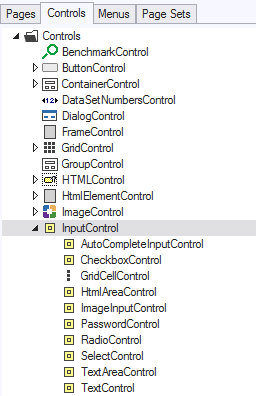 Pages Controls Menus Page Sets
Controls
BenchmarkControl
ButtonControl
ContainerControl
DataSetNumbersControl
DialogControl
FrameControl
GridControl
GroupControl
HTMLControl
HtmlElementControl
ImageControl
InputControl
AutoCompleteInputControl
CheckboxControl
GridCellControl
HtmlAreaControl
ImageInputControl
PasswordControl
RadioControl
SelectControl
TextAreaControl
TextControl